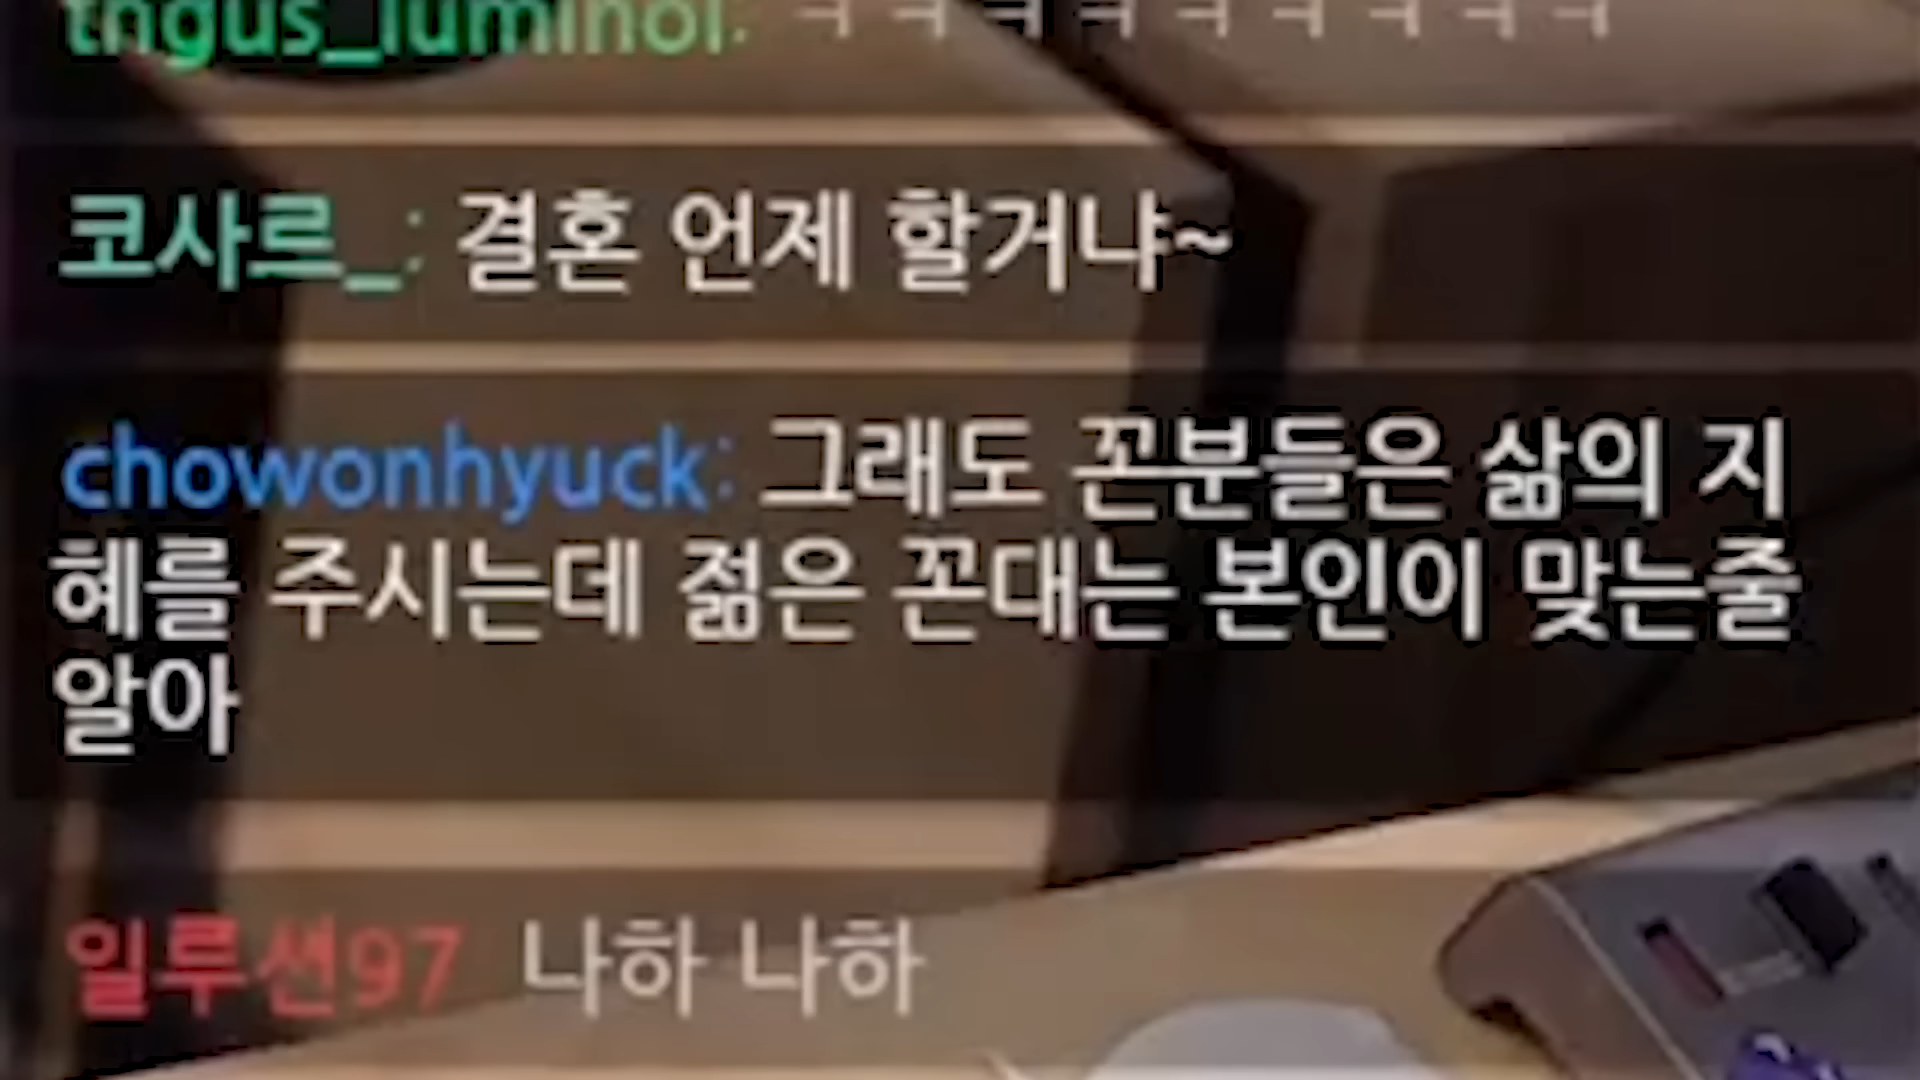 ㅋㅋㅋㅋㅋㅋㅋㅋㅋ
코사르_: 결혼 언제 할거냐~
chowonhyuck: 그래도 꼰분들은 삶의 지
혜를 주시는데 젊은 꼰대는 본인이 맞는줄
알아
일루션97 나하 나하